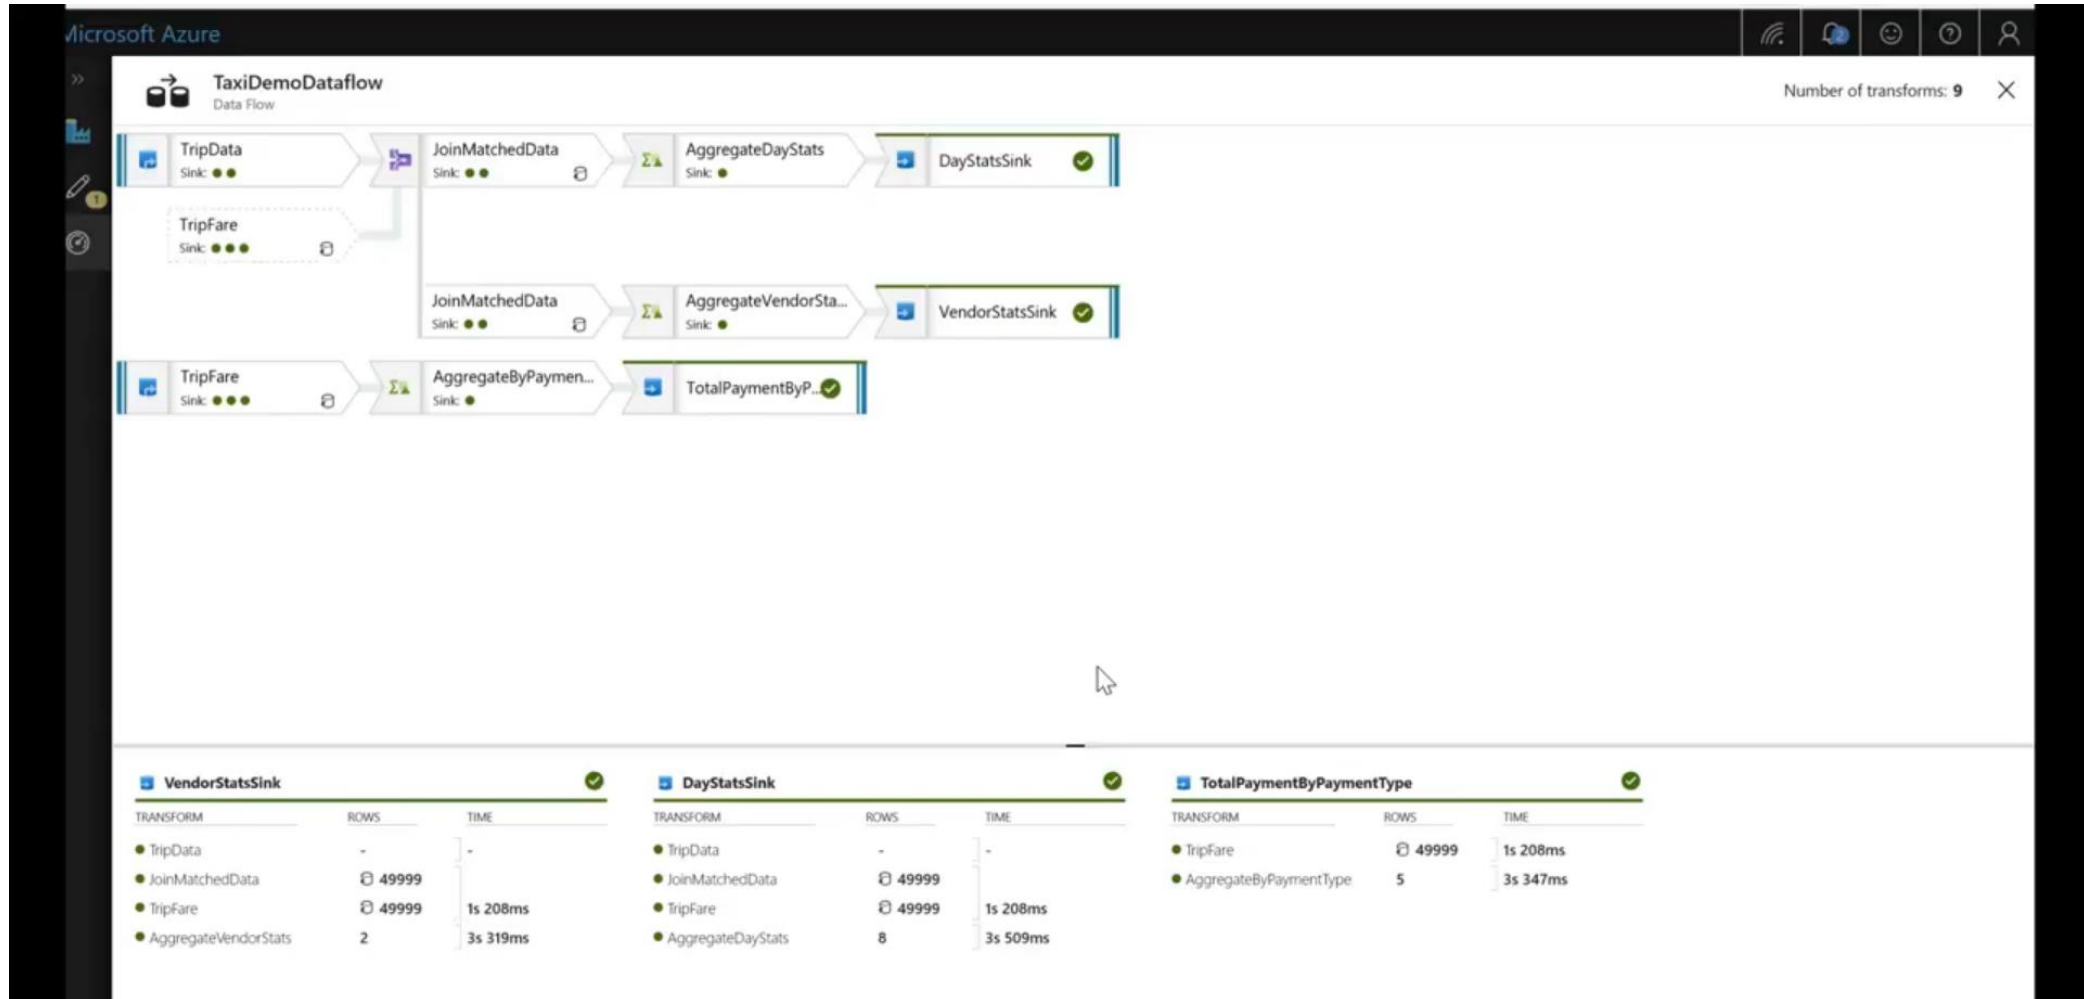 Microsoft Azure
2
TaxiDemoDataflow
Data Flow
Number of transforms: 9
1
TripData
Sink:
JoinMatchedData
Sink:
AggregateDayStats
Sink:
DayStatsSink
TripFare
Sink:
JoinMatchedData
Sink:
AggregateVendorSta...
Sink:
VendorStatsSink
TripFare
Sink:
AggregateByPaymen...
Sink:
TotalPaymentByP...
VendorStatsSink
TRANSFORM ROWS TIME
TripData - -
JoinMatchedData 49999
TripFare 49999 1s 208ms
AggregateVendorStats 2 3s 319ms
DayStatsSink
TRANSFORM ROWS TIME
TripData - -
JoinMatchedData 49999
TripFare 49999 1s 208ms
AggregateDayStats 8 3s 509ms
TotalPaymentByPaymentType
TRANSFORM ROWS TIME
TripFare 49999 1s 208ms
AggregateByPaymentType 5 3s 347ms